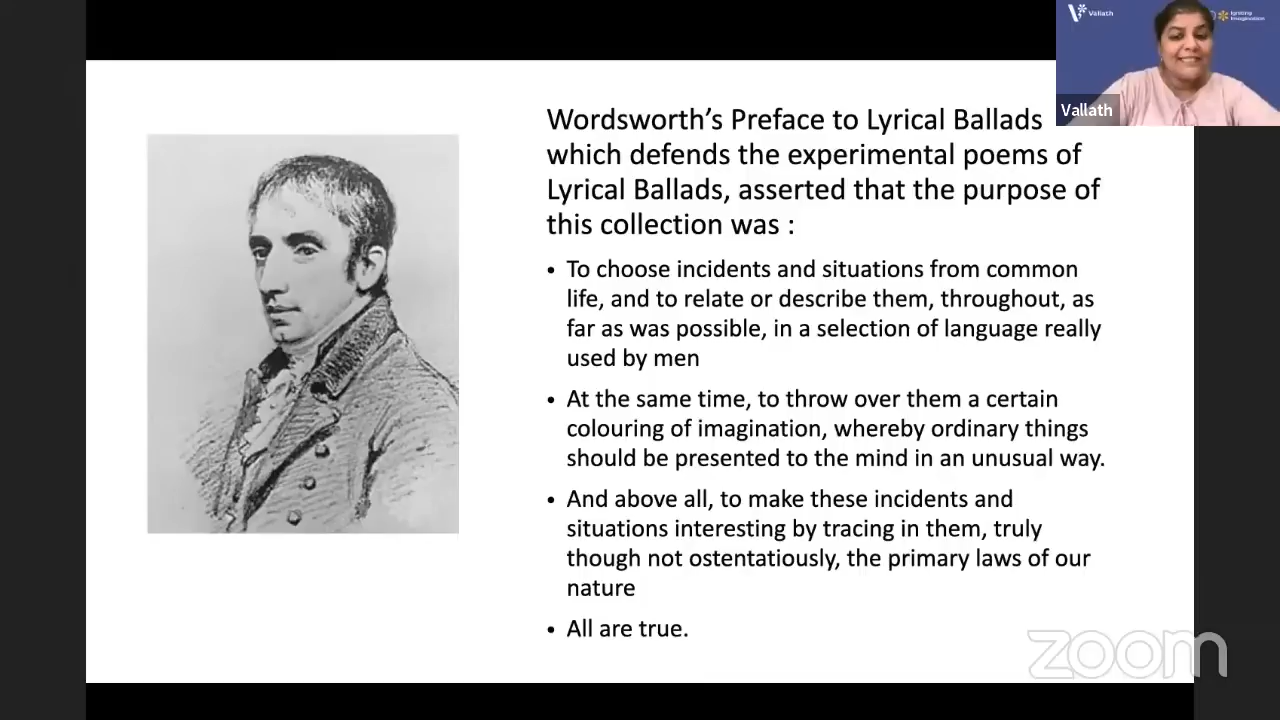 Vallath
Igniting
Imagination
Vallath
Wordsworth's Preface to Lyrical Ballads
which defends the experimental poems of
Lyrical Ballads, asserted that the purpose of
this collection was :
• To choose incidents and situations from common
life, and to relate or describe them, throughout, as
far as was possible, in a selection of language really
used by men
• At the same time, to throw over them a certain
colouring of imagination, whereby ordinary things
should be presented to the mind in an unusual way.
• And above all, to make these incidents and
situations interesting by tracing in them, truly
though not ostentatiously, the primary laws of our
nature
• All are true.
zoom